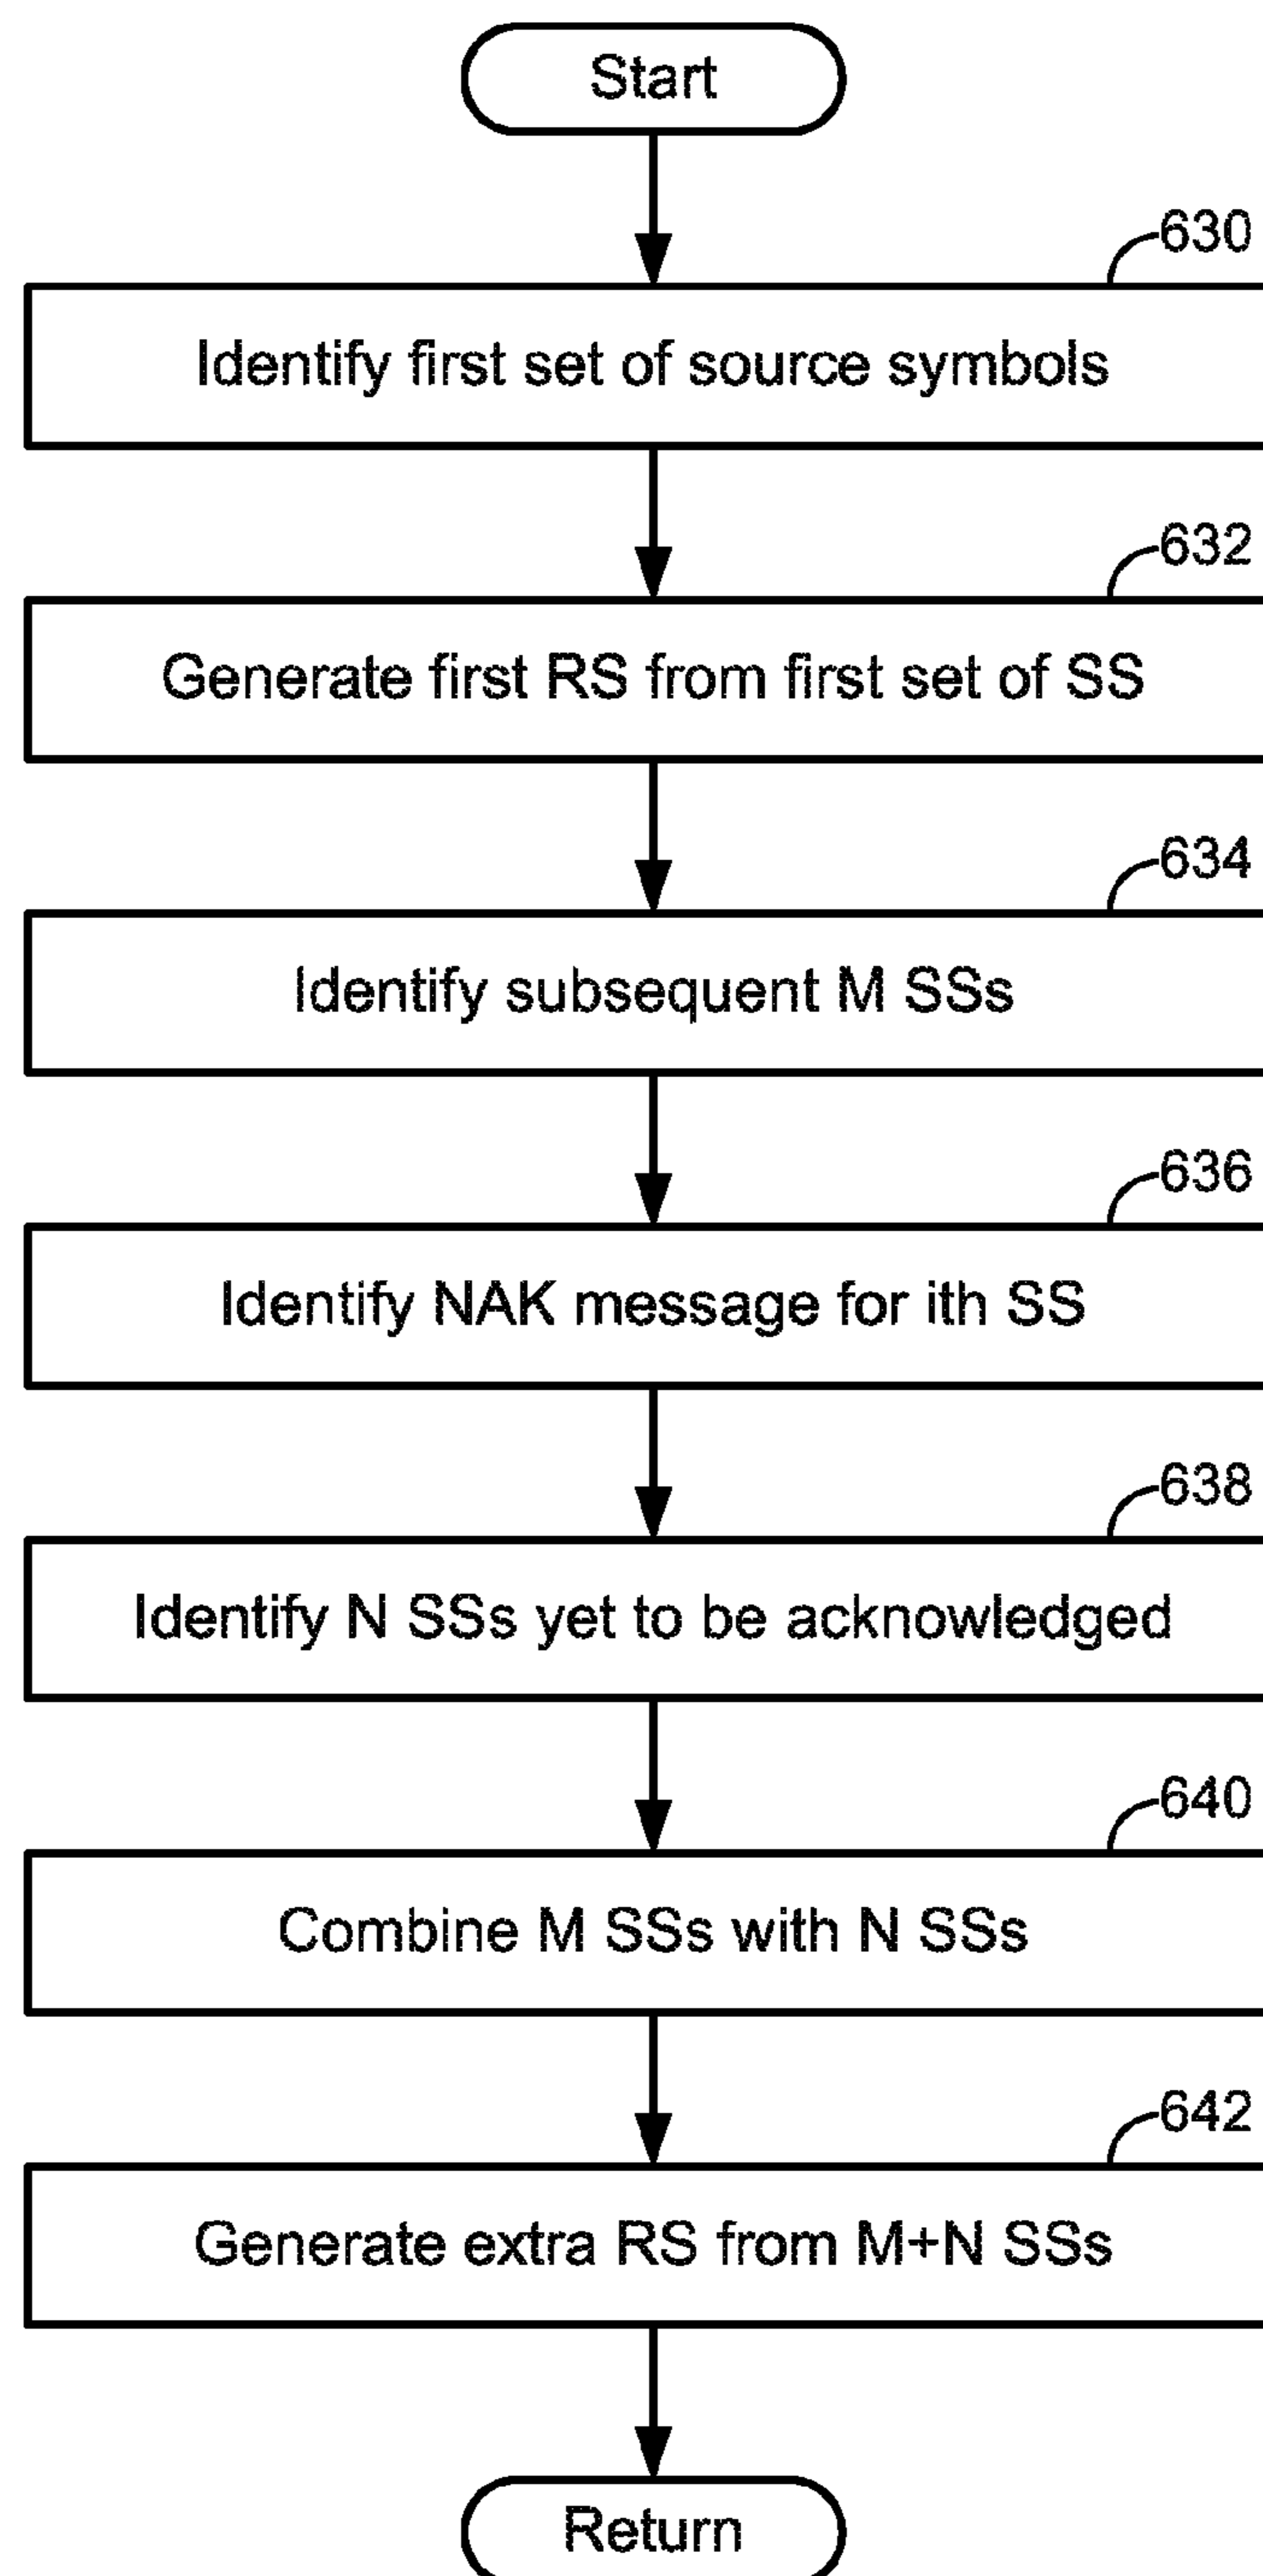 Start
630
Identify first set of source symbols
632
Generate first RS from first set of SS
634
Identify subsequent M SSs
636
Identify NAK message for ith SS
638
Identify N SSs yet to be acknowledged
640
Combine M SSs with N SSs
642
Generate extra RS from M+N SSs
Return